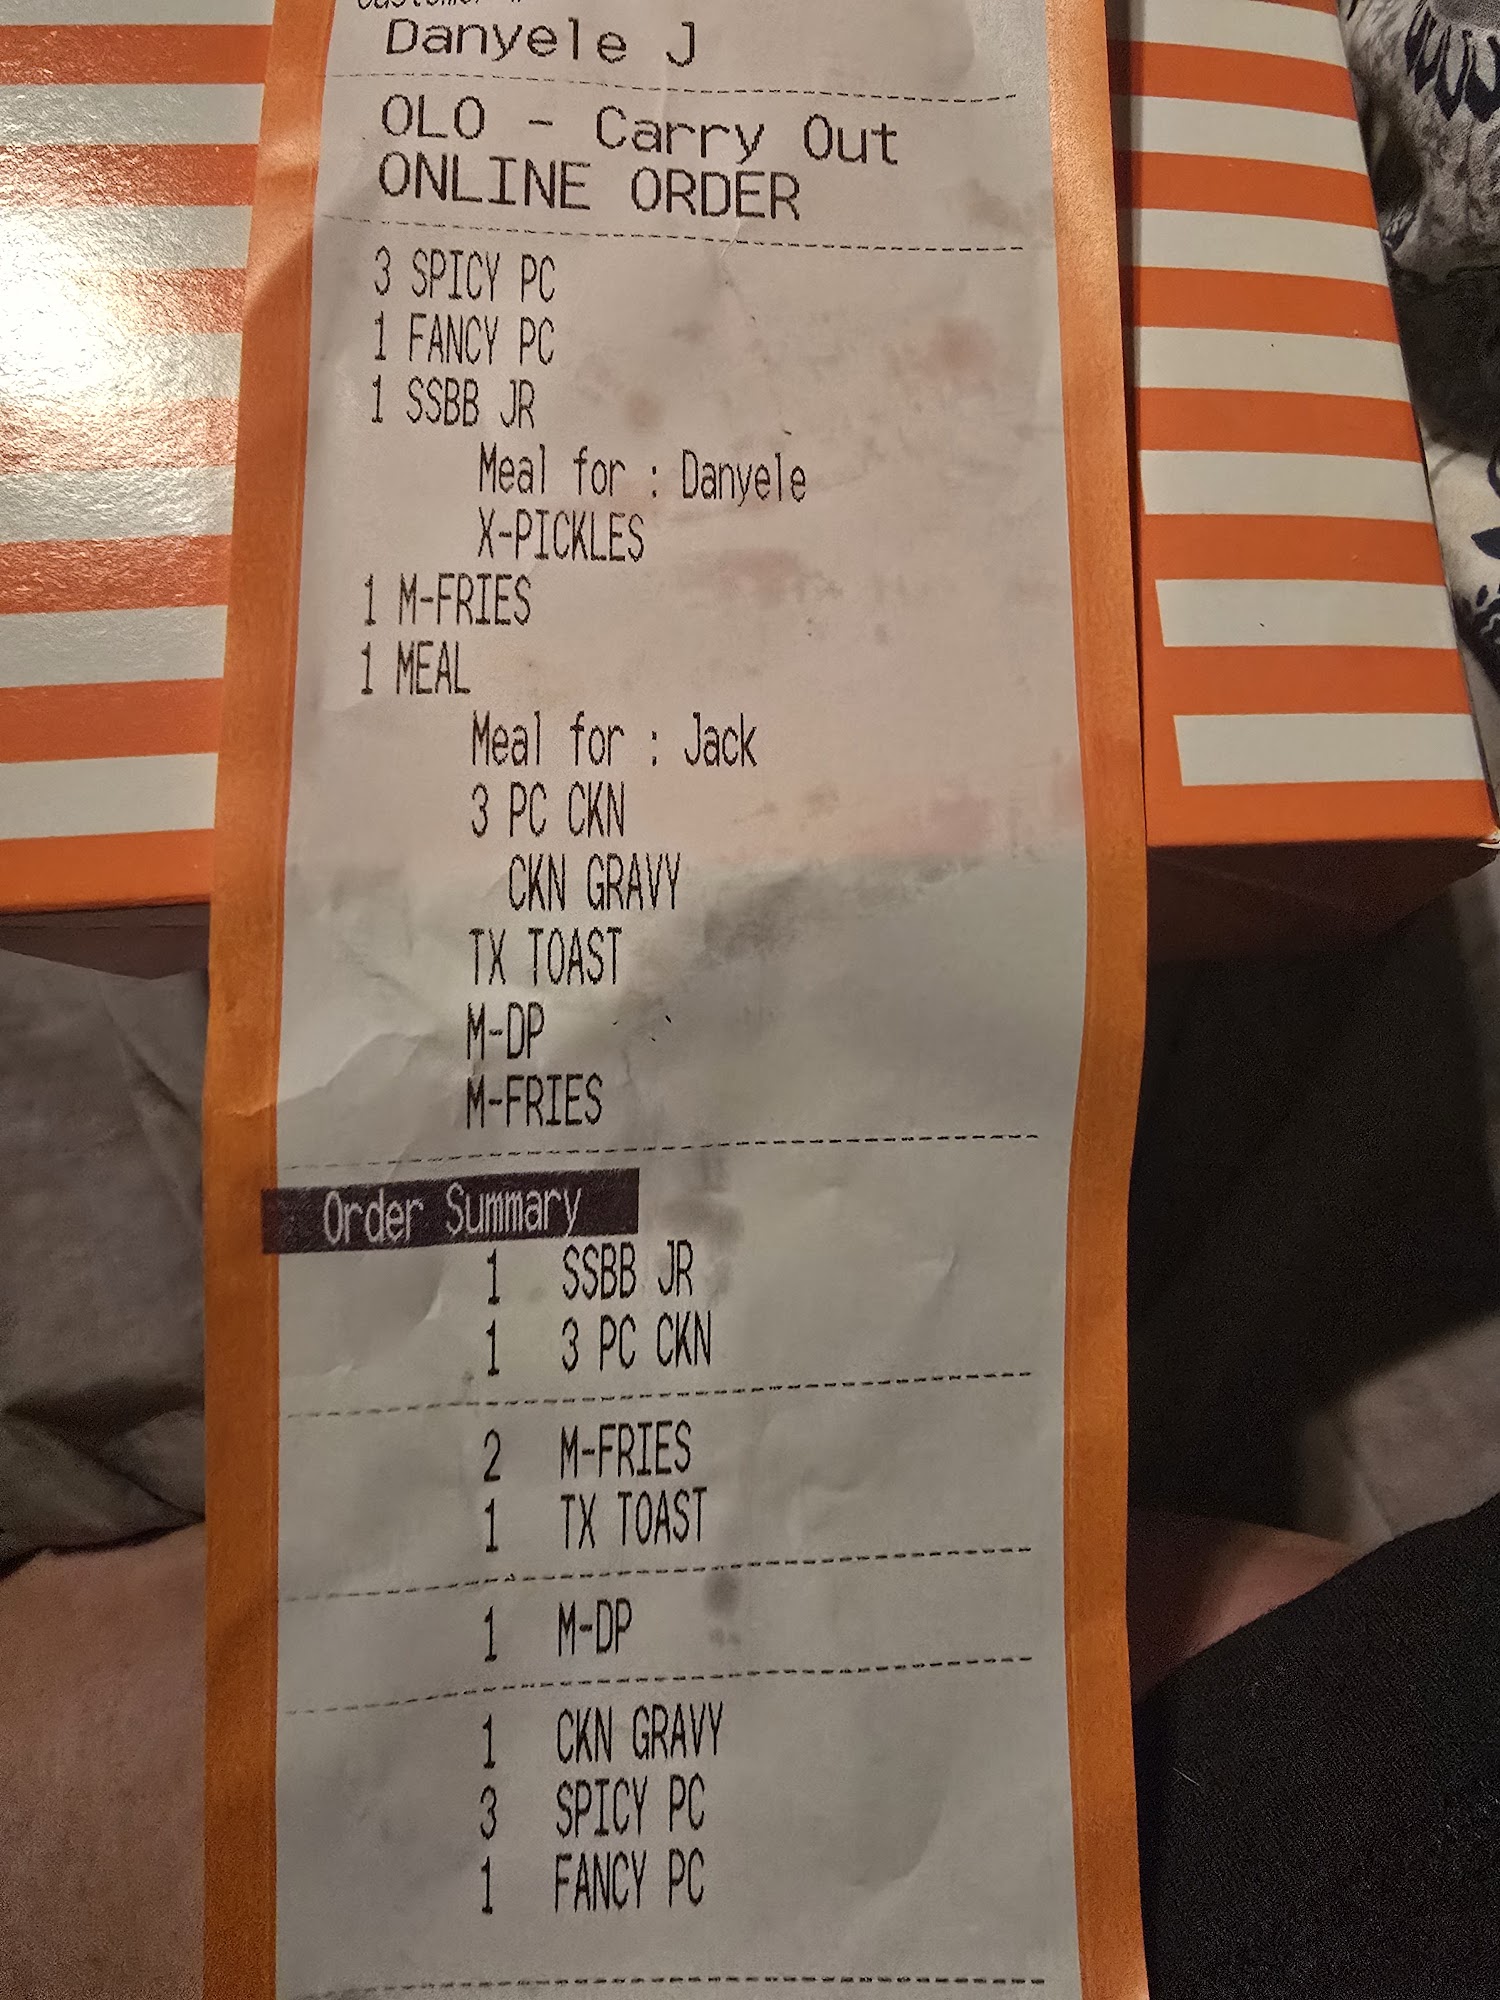 Customer
Danyele J
OLO - Carry Out
ONLINE ORDER
3 SPICY PC
1 FANCY PC
1 SSBB JR
Meal for : Danyele
X-PICKLES
1 M-FRIES
1 MEAL
Meal for : Jack
3 PC CKN
CKN GRAVY
TX TOAST
M-DP
M-FRIES
Order Summary
1 SSBB JR
1 3 PC CKN
2 M-FRIES
1 TX TOAST
1 M-DP
1 CKN GRAVY
3 SPICY PC
1 FANCY PC